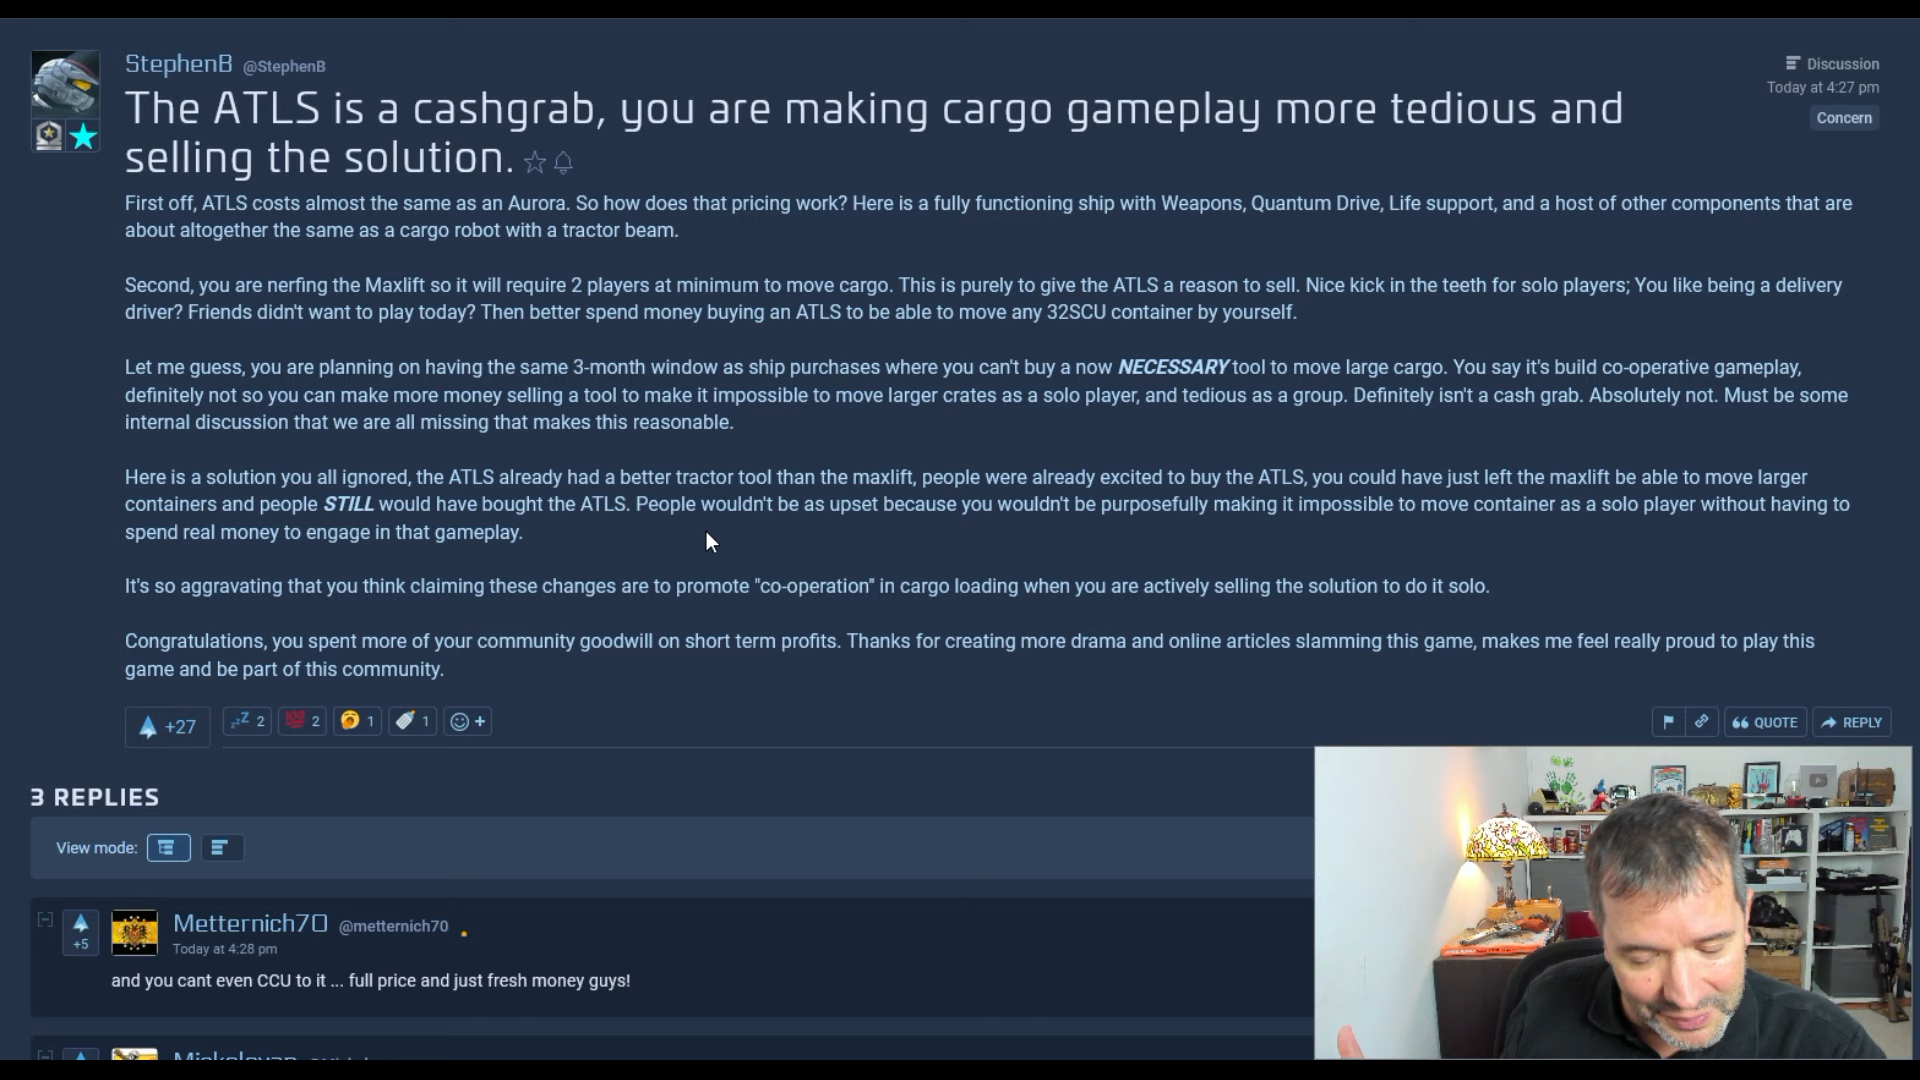 StephenB @StephenB
Discussion
Today at 4:27 pm
Concern
The ATLS is a cashgrab, you are making cargo gameplay more tedious and
selling the solution.
First off, ATLS costs almost the same as an Aurora. So how does that pricing work? Here is a fully functioning ship with Weapons, Quantum Drive, Life support, and a host of other components that are
about altogether the same as a cargo robot with a tractor beam.
Second, you are nerfing the Maxlift so it will require 2 players at minimum to move cargo. This is purely to give the ATLS a reason to sell. Nice kick in the teeth for solo players; You like being a delivery
driver? Friends didn't want to play today? Then better spend money buying an ATLS to be able to move any 32SCU container by yourself.
Let me guess, you are planning on having the same 3-month window as ship purchases where you can't buy a now NECESSARY tool to move large cargo. You say it's build co-operative gameplay,
definitely not so you can make more money selling a tool to make it impossible to move larger crates as a solo player, and tedious as a group. Definitely isn't a cash grab. Absolutely not. Must be some
internal discussion that we are all missing that makes this reasonable.
Here is a solution you all ignored, the ATLS already had a better tractor tool than the maxlift, people were already excited to buy the ATLS, you could have just left the maxlift be able to move larger
containers and people STILL would have bought the ATLS. People wouldn't be as upset because you wouldn't be purposefully making it impossible to move container as a solo player without having to
spend real money to engage in that gameplay.
It's so aggravating that you think claiming these changes are to promote "co-operation" in cargo loading when you are actively selling the solution to do it solo.
Congratulations, you spent more of your community goodwill on short term profits. Thanks for creating more drama and online articles slamming this game, makes me feel really proud to play this
game and be part of this community.
+27 2 2 1 1 +
QUOTE REPLY
3 REPLIES
View mode:
Metternich70 @metternich70
+5
Today at 4:28 pm
and you cant even CCU to it ... full price and just fresh money guys!